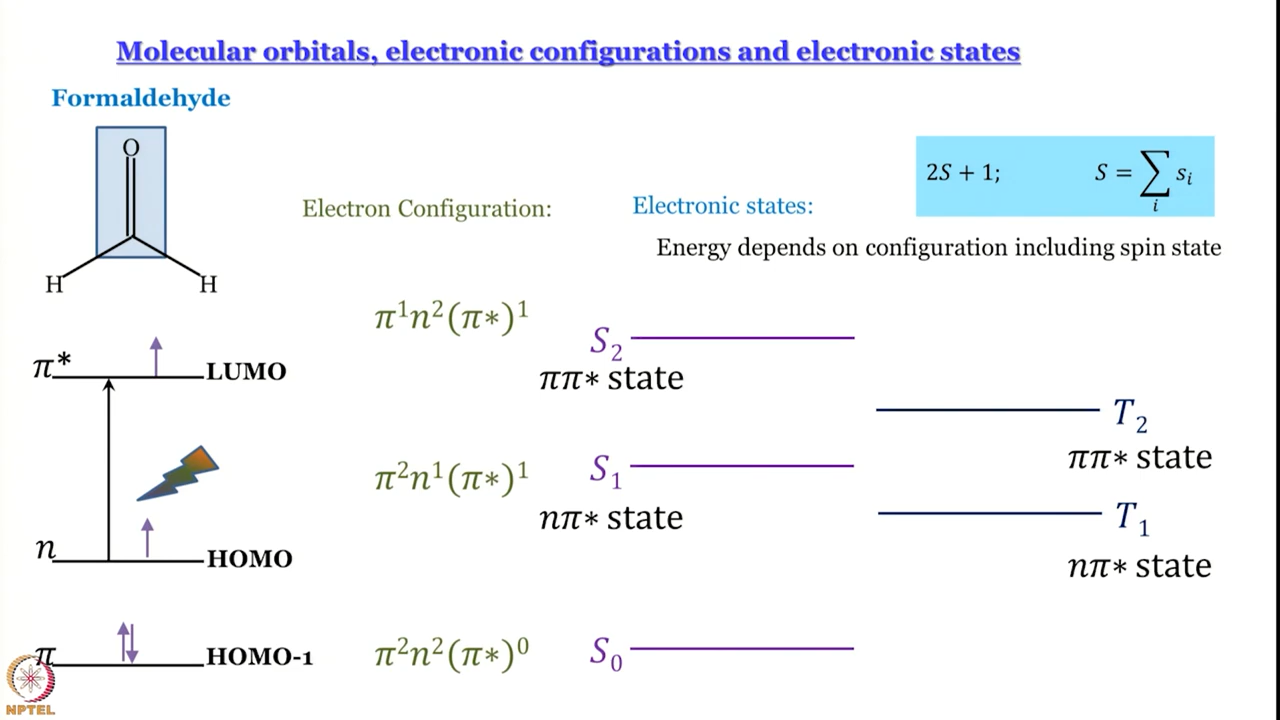 Molecular orbitals, electronic configurations and electronic states
Formaldehyde
O
H H
2S + 1; S = ∑ᵢ sᵢ
Electron Configuration:
Electronic states:
Energy depends on configuration including spin state
π¹n²(π*)¹
S₂
ππ* state
π* LUMO
T₂
ππ* state
π²n¹(π*)¹
S₁
nπ* state
T₁
nπ* state
n HOMO
π HOMO-1
π²n²(π*)⁰
S₀
NPTEL